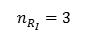 n_{R_I} = 3